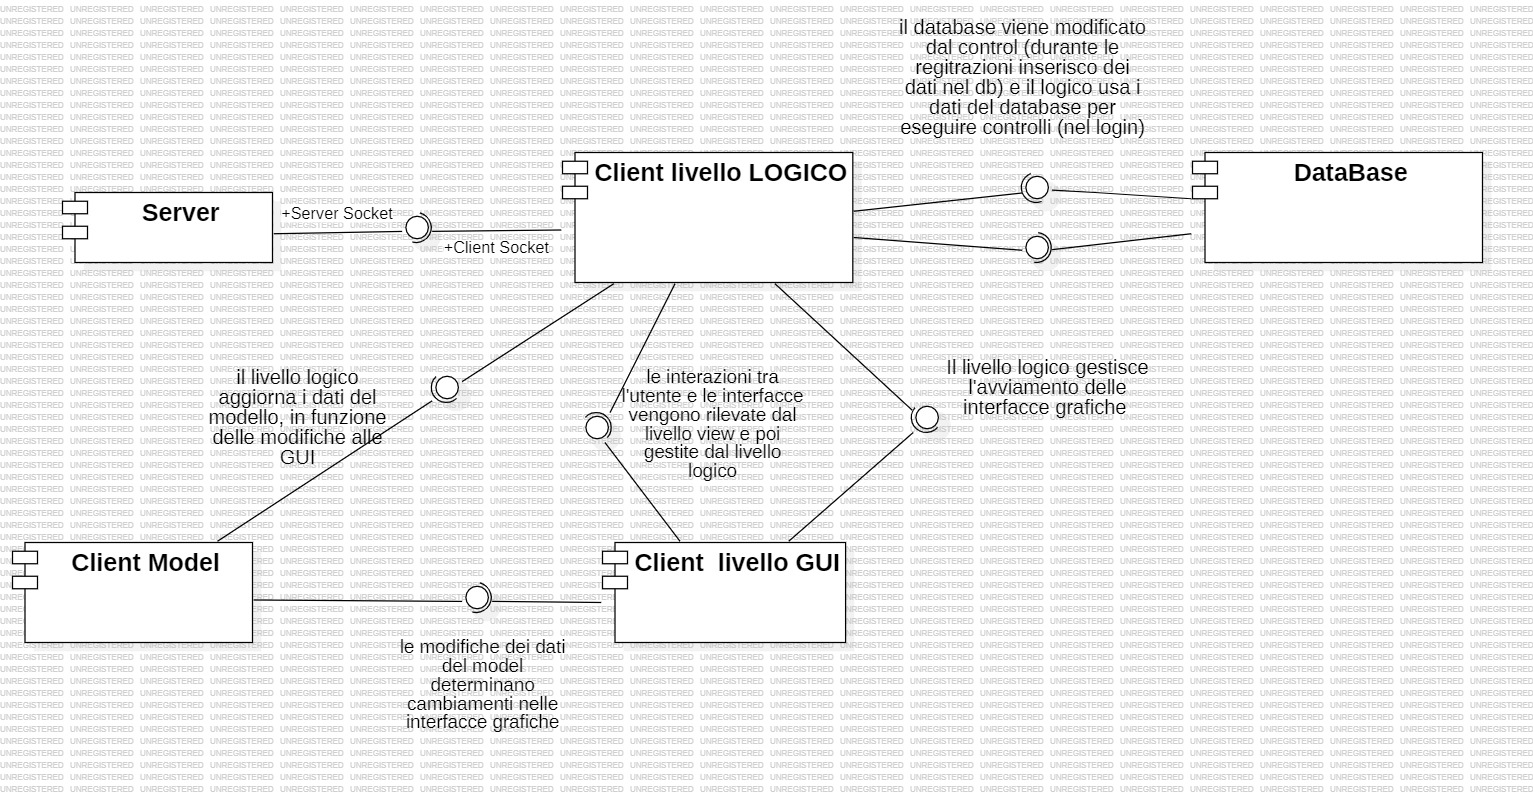 il database viene modificato
dal control (durante le
regitrazioni inserisco dei
dati nel db) e il logico usa i
dati del database per
eseguire controlli (nel login)
Client livello LOGICO
DataBase
Server
+Server Socket
+Client Socket
il livello logico
aggiorna i dati del
modello, in funzione
delle modifiche alle
GUI
le interazioni tra
l'utente e le interfacce
vengono rilevate dal
livello view e poi
gestite dal livello
logico
Il livello logico gestisce
l'avviamento delle
interfacce grafiche
Client Model
Client  livello GUI
le modifiche dei dati
del model
determinano
cambiamenti nelle
interfacce grafiche
UNREGISTERED